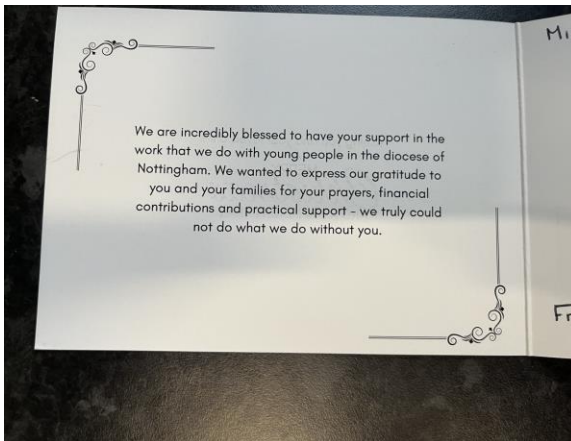 We are incredibly blessed to have your support in the
work that we do with young people in the diocese of
Nottingham. We wanted to express our gratitude to
you and your families for your prayers, financial
contributions and practical support - we truly could
not do what we do without you.